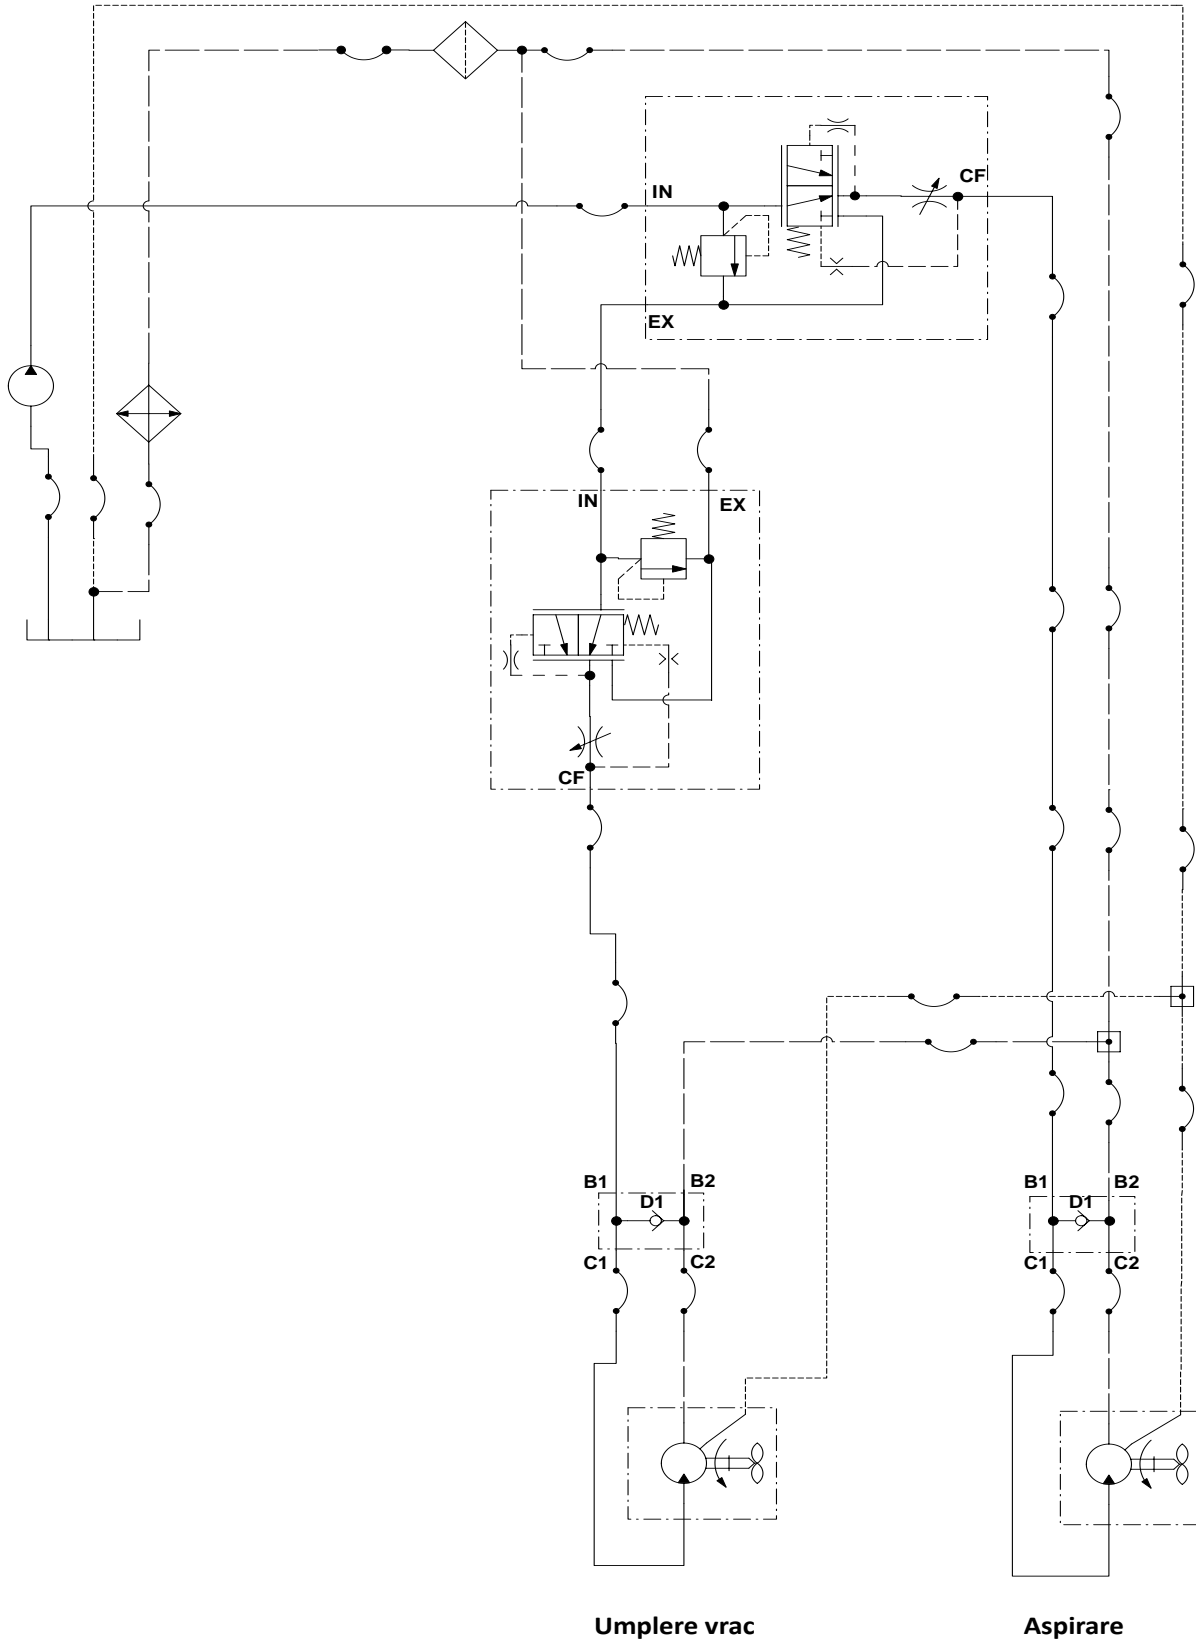 IN
CF
EX
IN
EX
CF
B1
B2
D1
C1
C2
B1
B2
D1
C1
C2
Umplere vrac
Aspirare